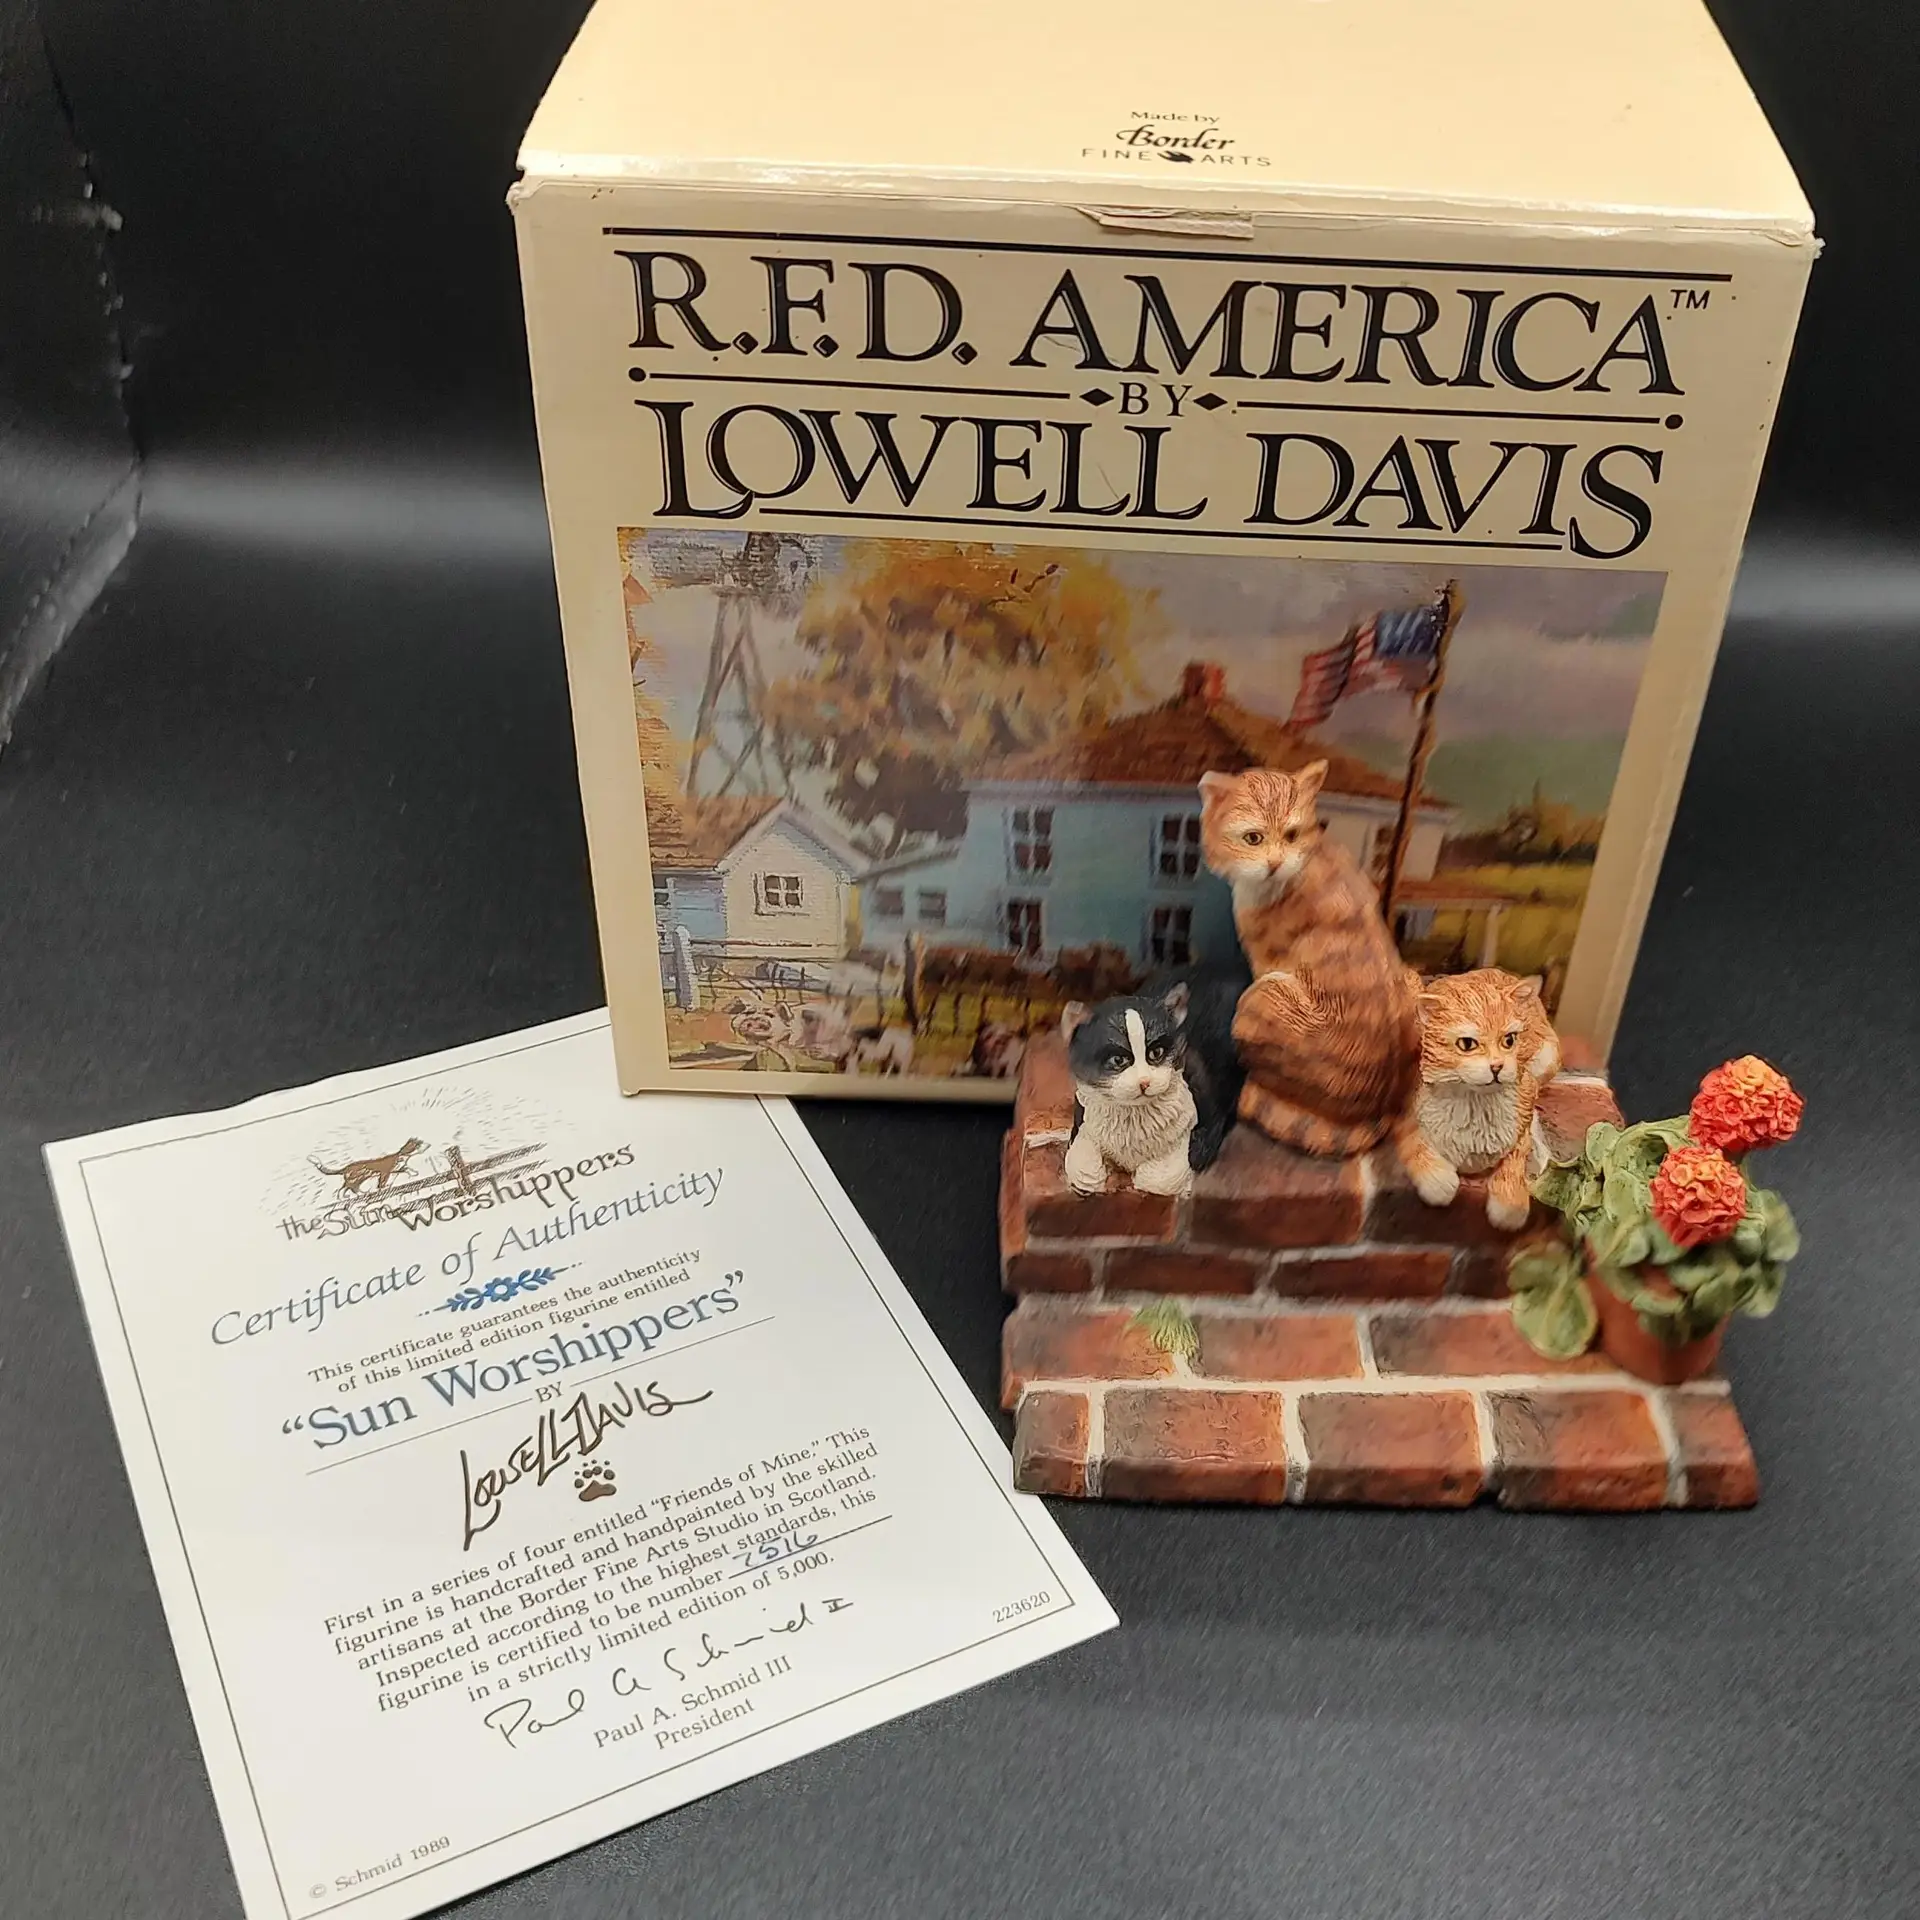 Made by
Border
FINE ARTS
R.F.D. AMERICA™
BY
LOWELL DAVIS
the Sun Worshippers
Certificate of Authenticity
This certificate guarantees the authenticity
of this limited edition figurine entitled
"Sun Worshippers"
BY
LOWELL DAVIS
First in a series of four entitled "Friends of Mine." This
figurine is handcrafted and handpainted by the skilled
artisans at the Border Fine Arts Studio in Scotland.
Inspected according to the highest standards, this
figurine is certified to be number 2516
in a strictly limited edition of 5,000.
Paul A Schmid III
Paul A. Schmid III
President
© Schmid 1989
223620